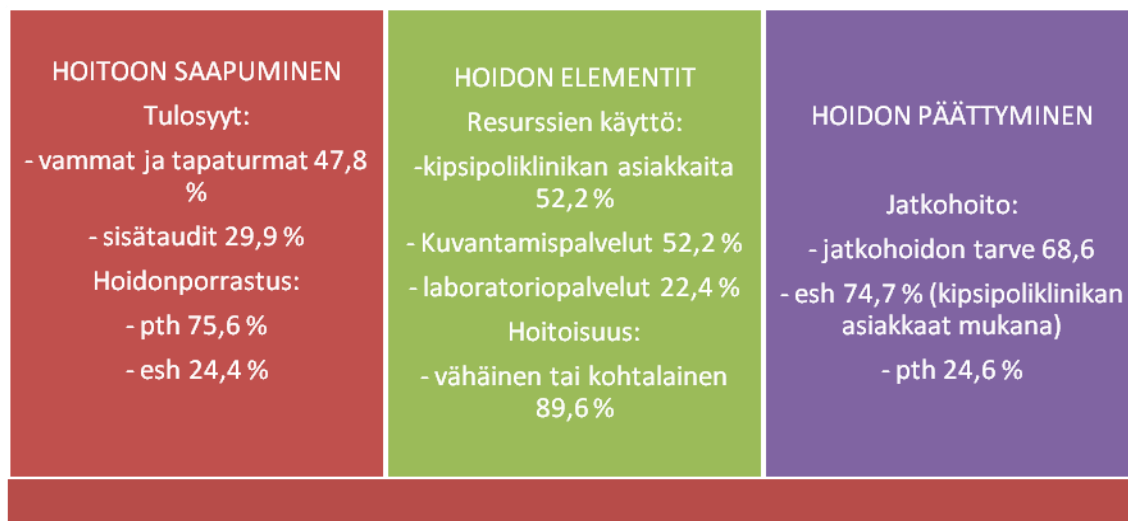 HOITOON SAAPUMINEN
Tulosyyt:
- vammat ja tapaturmat 47,8
%
- sisätaudit 29,9 %
Hoidonporrastus:
- pth 75,6 %
- esh 24,4 %
HOIDON ELEMENTIT
Resurssien käyttö:
-kipsipoliklinikan asiakkaita
52,2 %
- Kuvantamispalvelut 52,2 %
- laboratoriopalvelut 22,4 %
Hoitoisuus:
- vähäinen tai kohtalainen
89,6 %
HOIDON PÄÄTTYMINEN
Jatkohoito:
- jatkohoidon tarve 68,6
- esh 74,7 % (kipsipoliklinikan
asiakkaat mukana)
- pth 24,6 %